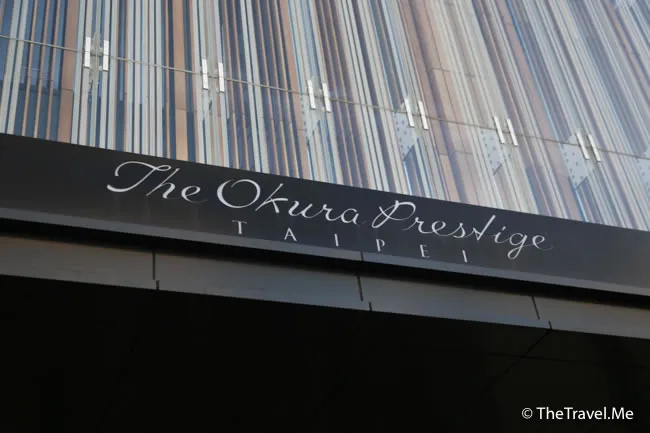 The Okura Prestige
TAIPEI
© TheTravel.Me